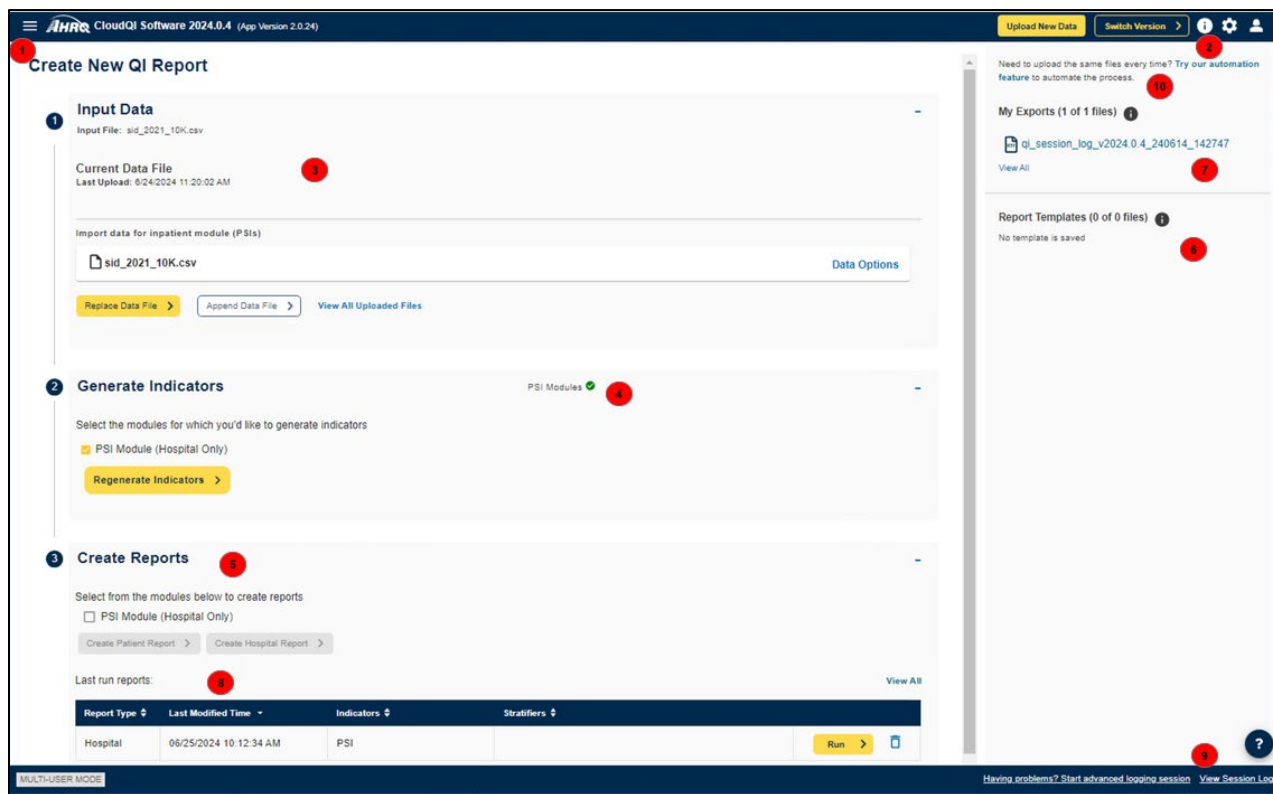 AHRQ CloudQI Software 2024.0.4 (App Version 2.0.24)
Upload New Data
Switch Version
1
2
Create New QI Report
Need to upload the same files every time? Try our automation
feature to automate the process.
10
1
Input Data
Input File: sid_2021_10K.csv
My Exports (1 of 1 files)
qi_session_log_v2024.0.4_240614_142747
View All
7
Current Data File
Last Upload: 6/24/2024 11:20:02 AM
3
Report Templates (0 of 0 files)
No template is saved
6
Import data for inpatient module (PSIs)
sid_2021_10K.csv
Data Options
Replace Data File
Append Data File
View All Uploaded Files
2
Generate Indicators
PSI Modules
4
Select the modules for which you'd like to generate indicators
PSI Module (Hospital Only)
Regenerate Indicators
3
Create Reports
5
Select from the modules below to create reports
PSI Module (Hospital Only)
Create Patient Report
Create Hospital Report
Last run reports:
8
View All
Report Type Last Modified Time Indicators Stratifiers
Hospital 06/25/2024 10:12:34 AM PSI Run
?
9
MULTI-USER MODE
Having problems? Start advanced logging session View Session Log